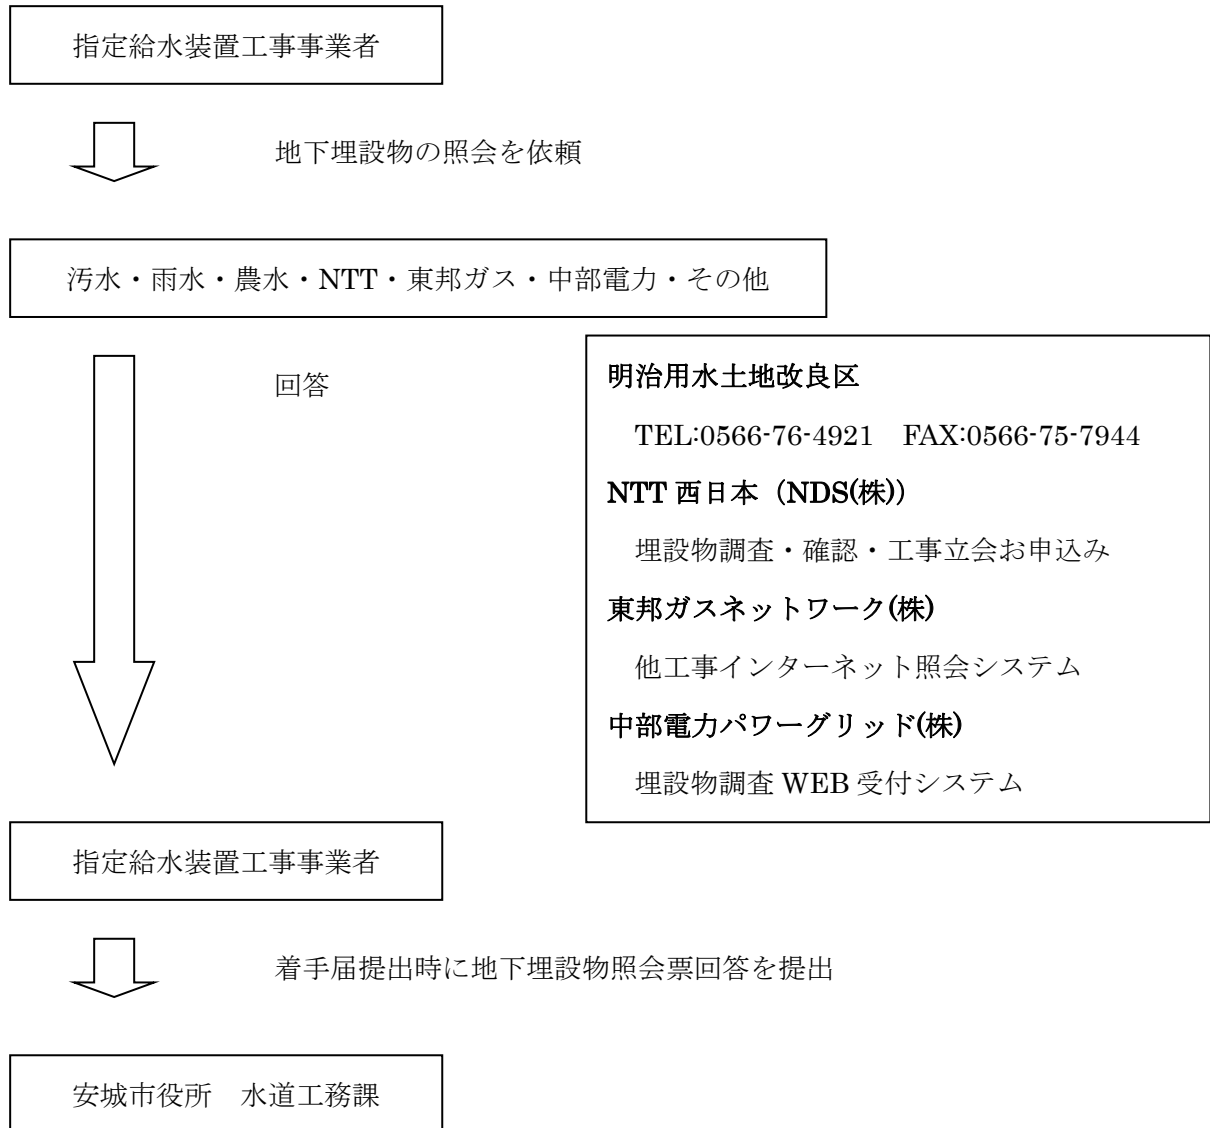 指定給水装置工事事業者
地下埋設物の照会を依頼
汚水・雨水・農水・NTT・東邦ガス・中部電力・その他
回答
明治用水土地改良区
TEL:0566-76-4921　FAX:0566-75-7944
NTT 西日本（NDS(株)）
埋設物調査・確認・工事立会お申込み
東邦ガスネットワーク(株)
他工事インターネット照会システム
中部電力パワーグリッド(株)
埋設物調査 WEB 受付システム
指定給水装置工事事業者
着手届提出時に地下埋設物照会票回答を提出
安城市役所　水道工務課